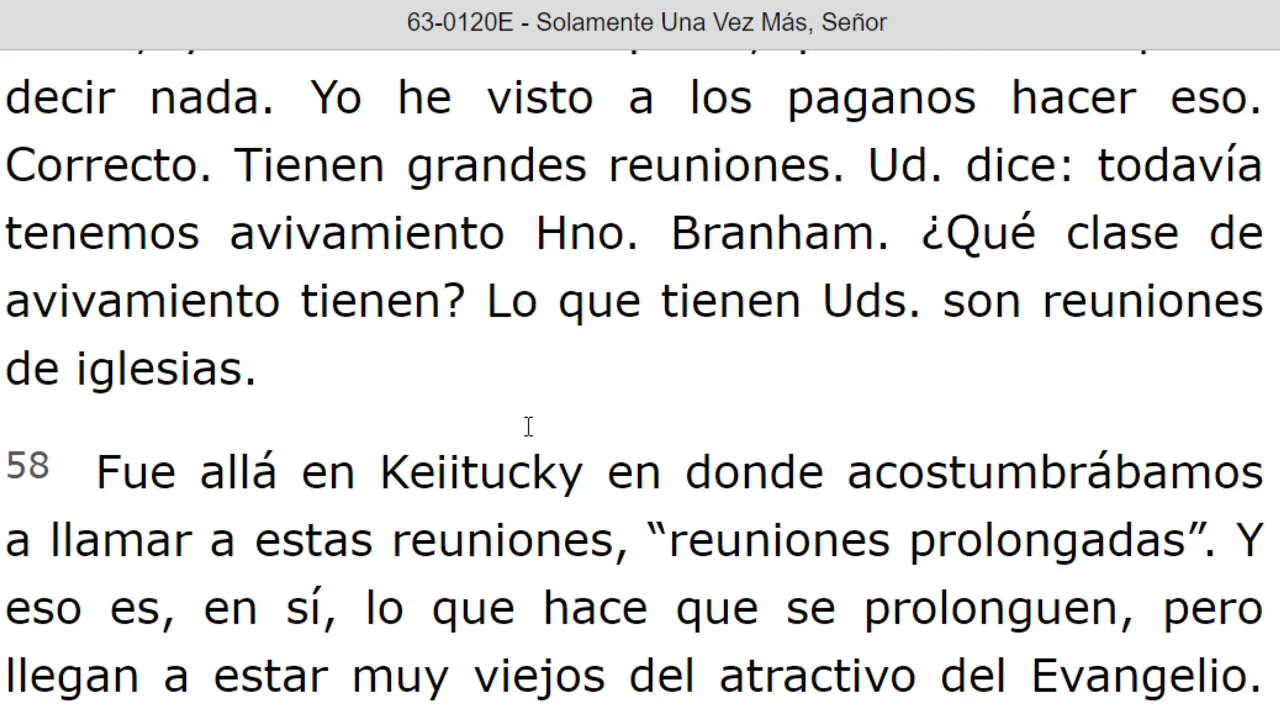 63-0120E - Solamente Una Vez Más, Señor
decir nada. Yo he visto a los paganos hacer eso.
Correcto. Tienen grandes reuniones. Ud. dice: todavía
tenemos avivamiento Hno. Branham. ¿Qué clase de
avivamiento tienen? Lo que tienen Uds. son reuniones
de iglesias.
58 Fue allá en Keiitucky en donde acostumbrábamos
a llamar a estas reuniones, “reuniones prolongadas”. Y
eso es, en sí, lo que hace que se prolonguen, pero
llegan a estar muy viejos del atractivo del Evangelio.